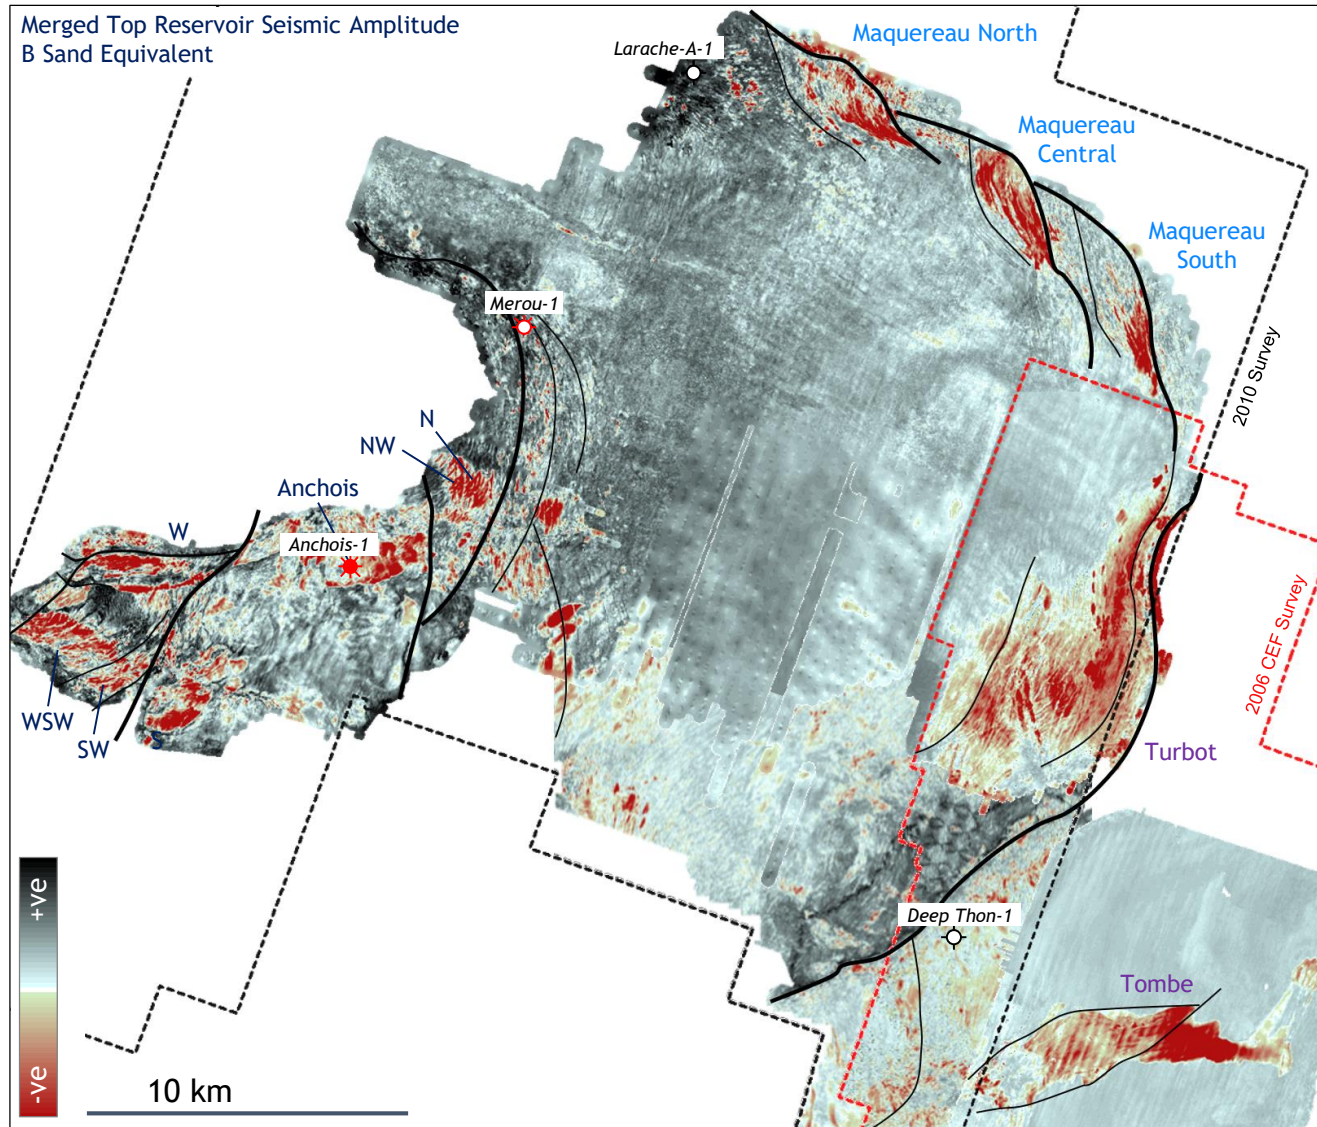 Merged Top Reservoir Seismic Amplitude
B Sand Equivalent
Larache-A-1
Maquereau North
Maquereau
Central
Maquereau
South
Merou-1
2010 Survey
N
NW
Anchois
W
Anchois-1
2006 CEF Survey
WSW
SW
S
Turbot
+ve
-ve
Deep Thon-1
Tombe
10 km